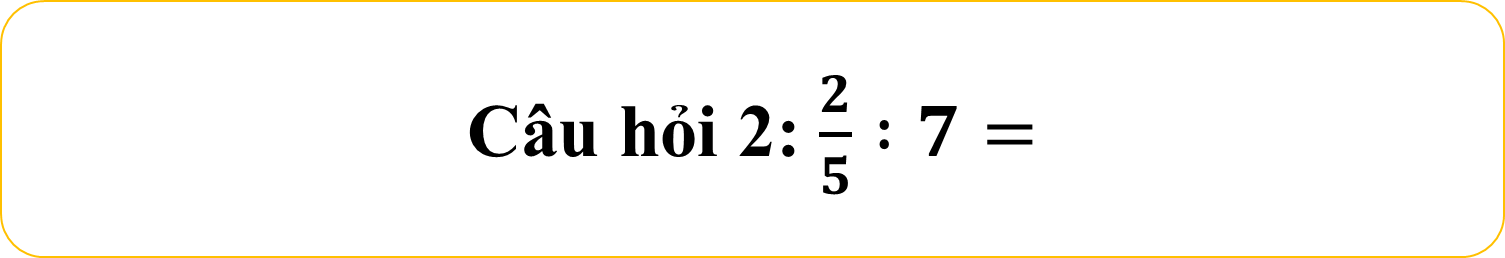 Câu hỏi 2: 2/5 : 7 =